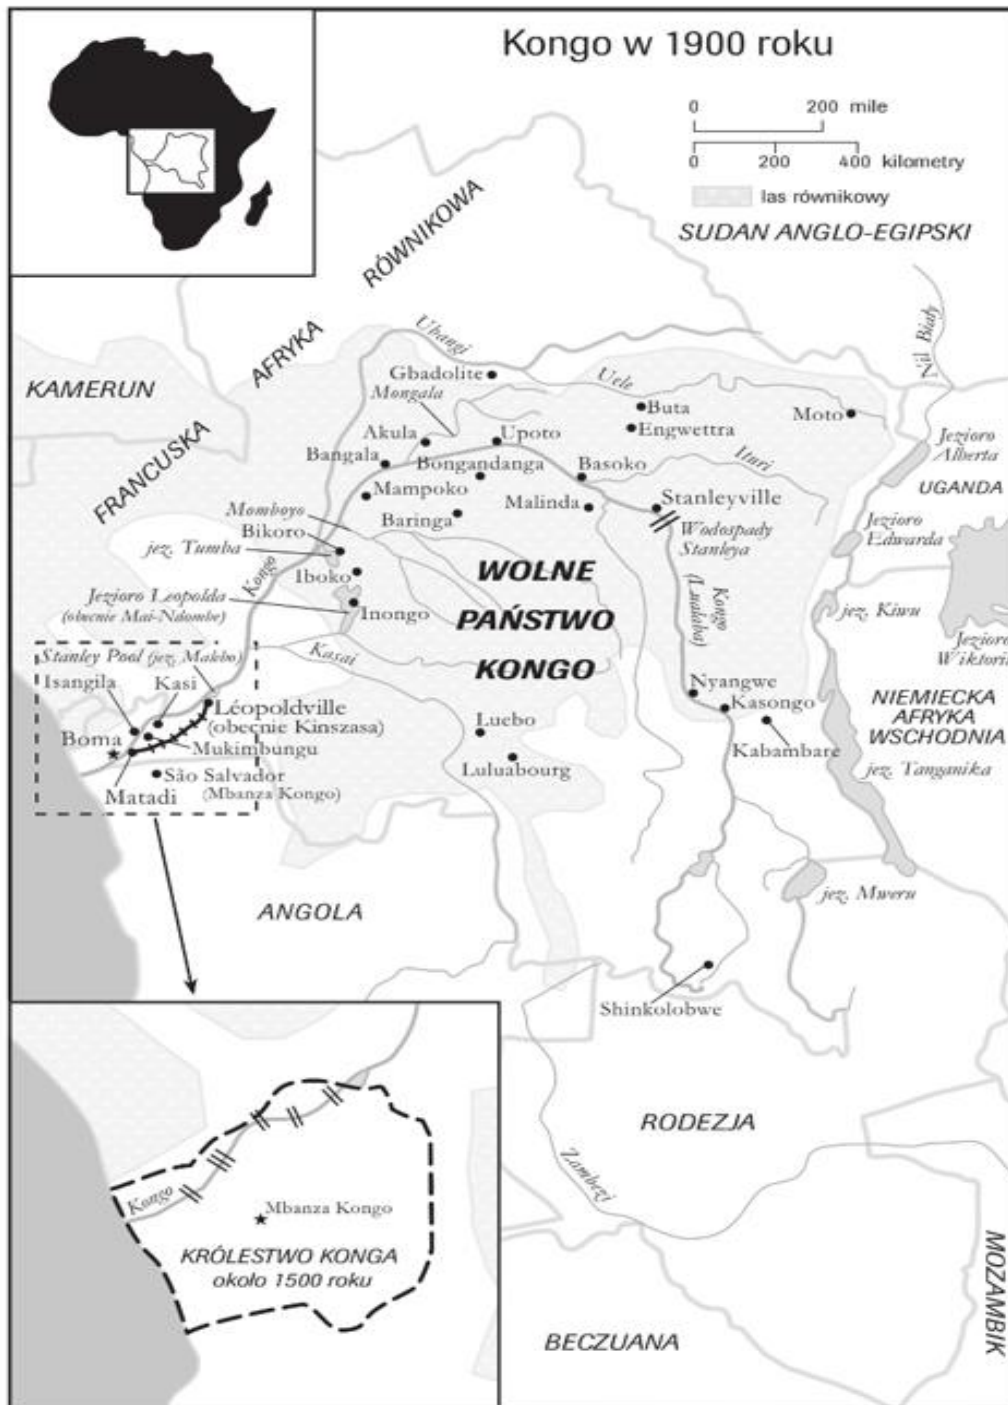 Kongo w 1900 roku
0 200 mile
0 200 400 kilometry
las równikowy
SUDAN ANGLO-EGIPSKI
RÓWNIKOWA
AFRYKA
FRANCUSKA
KAMERUN
Ubangi
Nil Biały
Gbadolite
Uele
Mongala
Buta
Moto
Engwettra
Akula
Upoto
Jezioro
Alberta
Bangala
Bongandanga
Basoko
Ituri
UGANDA
Mampoko
Malinda
Stanleyville
Momboyo
Baringa
Wodospady
Stanleya
Jezioro
Edwarda
Bikoro
jez. Tumba
Kongo
Iboko
WOLNE
PAŃSTWO
KONGO
Jezioro Leopolda
(obecnie Mai-Ndombe)
Inongo
Kongo
(Lualaba)
jez. Kiwu
Jezioro
Wiktorii
Stanley Pool (jez. Malebo)
Kasai
Isangila
Kasi
Nyangwe
Kasongo
NIEMIECKA
AFRYKA
WSCHODNIA
Léopoldville
(obecnie Kinszasa)
Luebo
Kabambare
Boma
Mukimbungu
Luluabourg
jez. Tanganika
São Salvador
(Mbanza Kongo)
Matadi
jez. Mweru
ANGOLA
Shinkolobwe
RODEZJA
Zambezi
MOZAMBIK
BECZUANA
Kongo
Mbanza Kongo
KRÓLESTWO KONGA
około 1500 roku